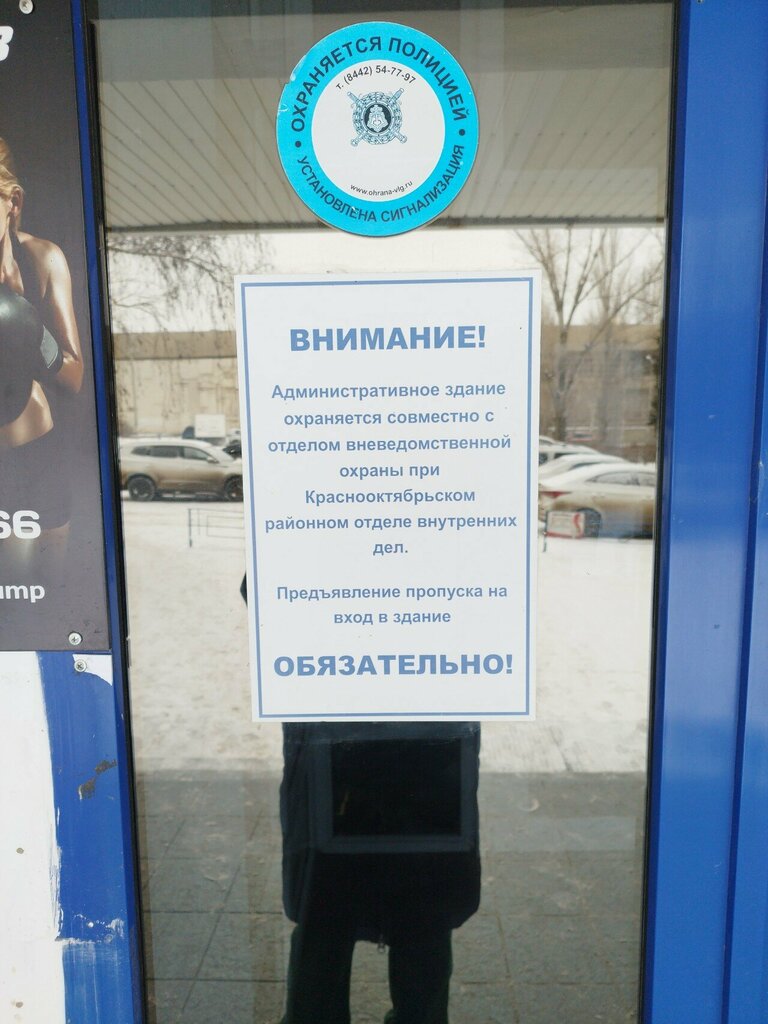 ОХРАНЯЕТСЯ ПОЛИЦИЕЙ
т. (8442) 54-77-97
www.ohrana-vlg.ru
УСТАНОВЛЕНА СИГНАЛИЗАЦИЯ
ВНИМАНИЕ!
Административное здание
охраняется совместно с
отделом вневедомственной
охраны при
Краснооктябрьском
районном отделе внутренних
дел.
Предъявление пропуска на
вход в здание
ОБЯЗАТЕЛЬНО!
66